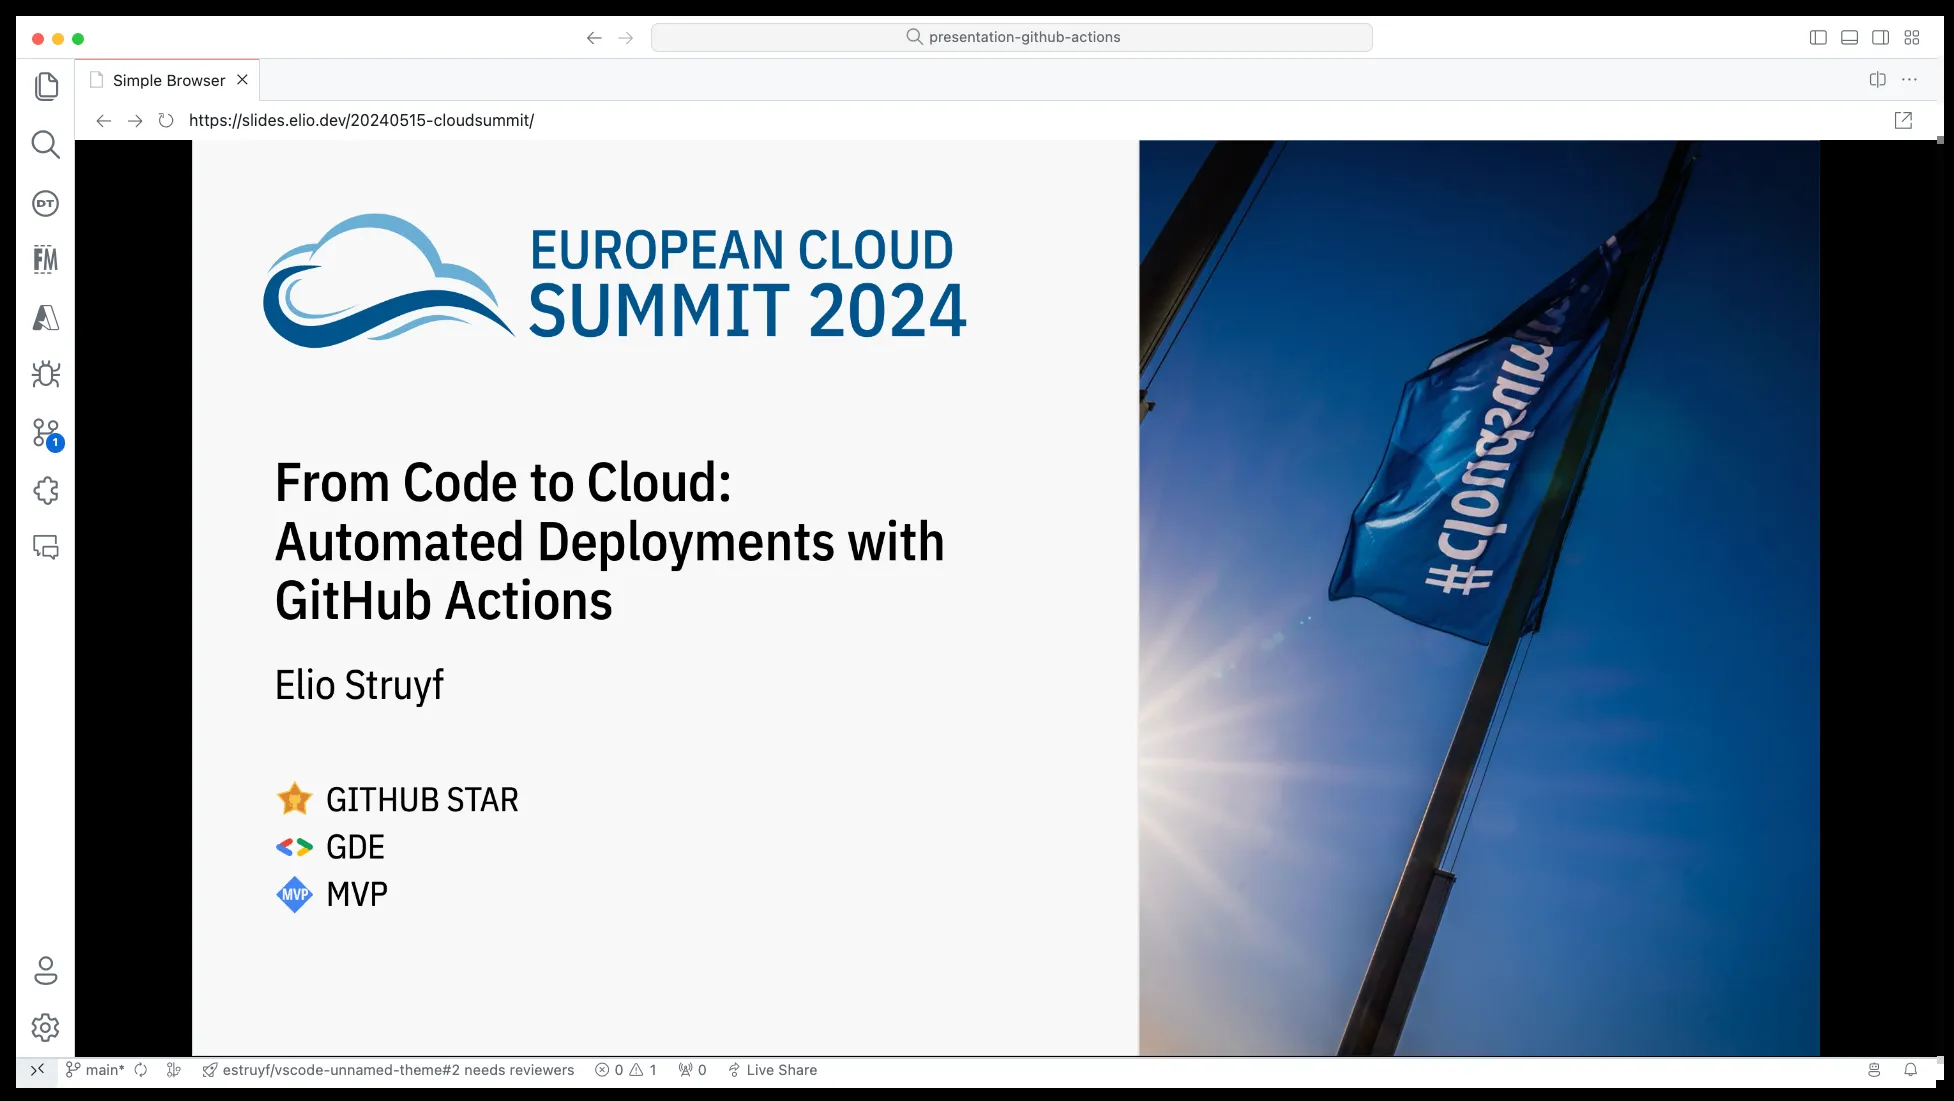 presentation-github-actions
Simple Browser
https://slides.elio.dev/20240515-cloudsummit/
DT
FM
1
EUROPEAN CLOUD
SUMMIT 2024
From Code to Cloud:
Automated Deployments with
GitHub Actions
Elio Struyf
GITHUB STAR
GDE
MVP MVP
#cloudsummit
main* estruyf/vscode-unnamed-theme#2 needs reviewers 0 1 0 Live Share